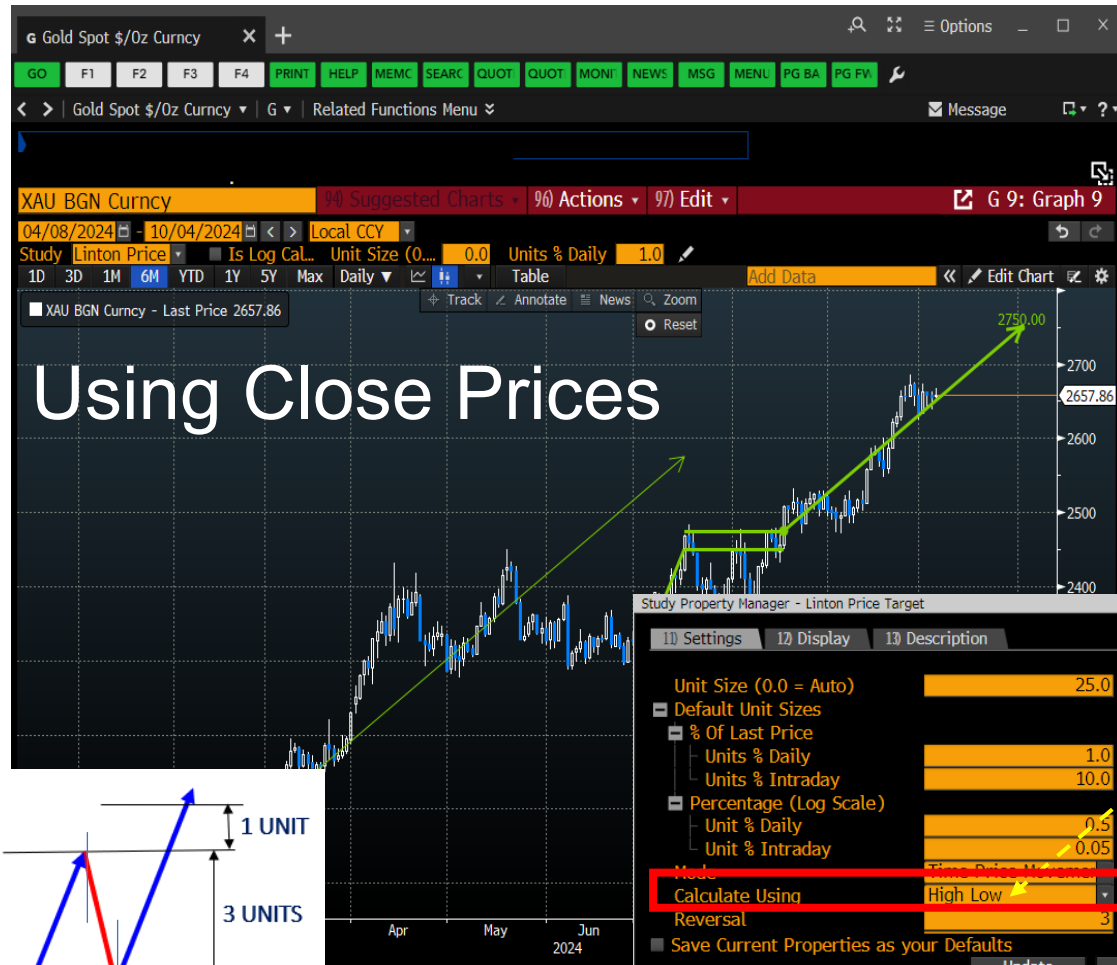 G Gold Spot $/Oz Curncy × +
Options
GO F1 F2 F3 F4 PRINT HELP MEMC SEARC QUOT QUOT MONIT NEWS MSG MENU PG BA PG FW
< > Gold Spot $/Oz Curncy ▾ G ▾ Related Functions Menu
Message ?
XAU BGN Curncy 94) Suggested Charts 96) Actions 97) Edit G 9: Graph 9
04/08/2024 - 10/04/2024 < > Local CCY
Study Linton Price Is Log Cal... Unit Size (0.... 0.0 Units % Daily 1.0
1D 3D 1M 6M YTD 1Y 5Y Max Daily ▼ Table Add Data « Edit Chart
Track Annotate News Zoom
Reset
XAU BGN Curncy - Last Price 2657.86
2750.00
Using Close Prices
2700
2657.86
2600
2500
2400
Study Property Manager - Linton Price Target
11) Settings 12) Display 13) Description
Unit Size (0.0 = Auto) 25.0
Default Unit Sizes
% Of Last Price
Units % Daily 1.0
Units % Intraday 10.0
Percentage (Log Scale)
Unit % Daily 0.5
Unit % Intraday 0.05
Calculate Using High Low
Reversal 3
Save Current Properties as your Defaults
1 UNIT
3 UNITS
Apr May Jun
2024